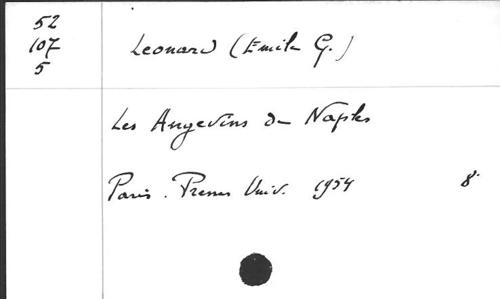 52
107
5
Leonard (Emile G.)
Les Angevins de Naples
Paris. Presses Univ. 1954 8°